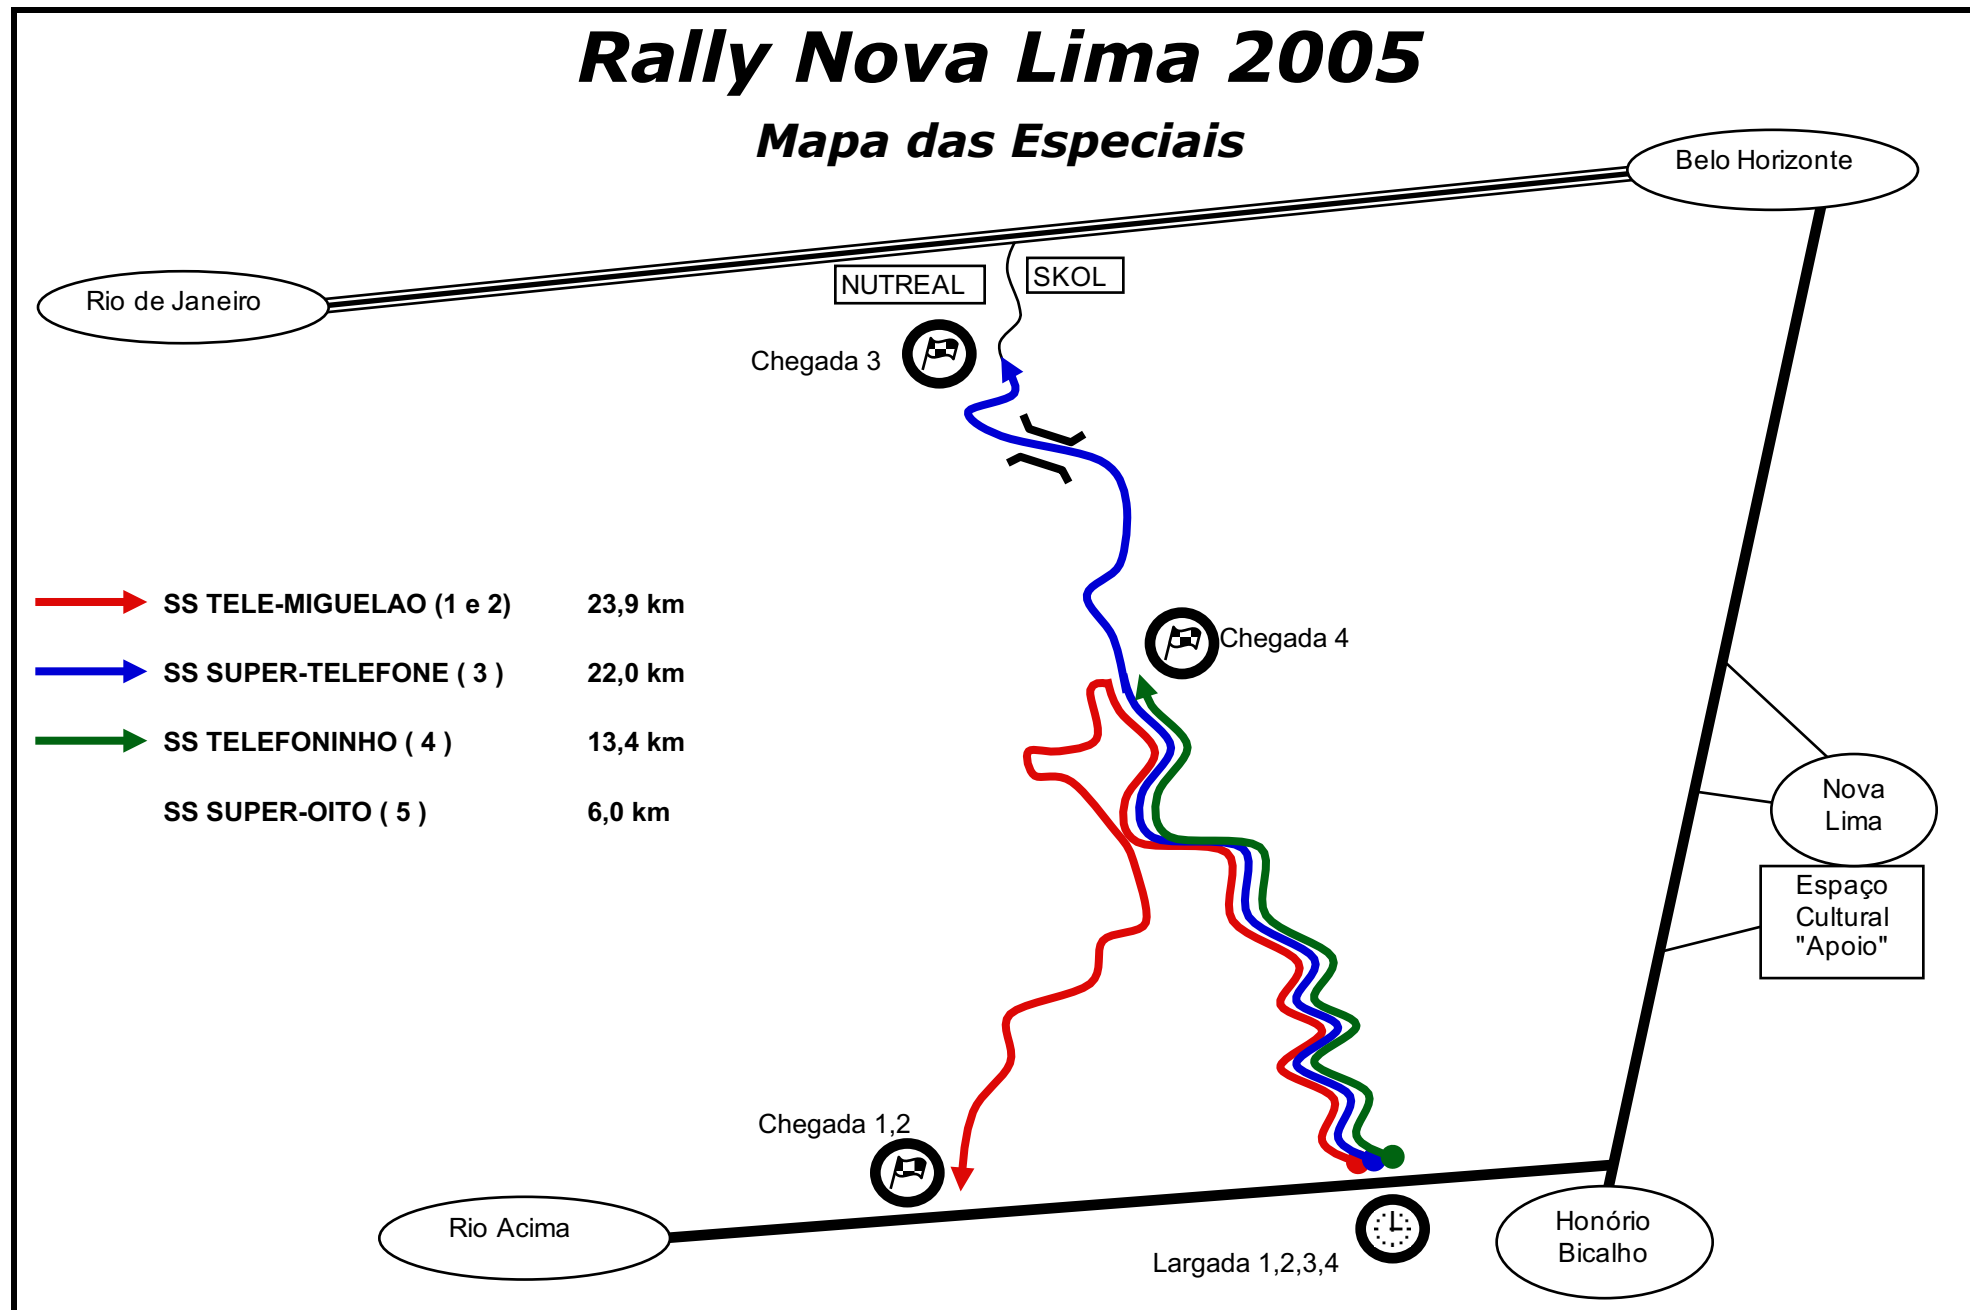 Rally Nova Lima 2005
Mapa das Especiais
Belo Horizonte
Rio de Janeiro
NUTREAL
SKOL
Chegada 3
SS TELE-MIGUELAO (1 e 2) 23,9 km
Chegada 4
SS SUPER-TELEFONE ( 3 ) 22,0 km
SS TELEFONINHO ( 4 ) 13,4 km
SS SUPER-OITO ( 5 ) 6,0 km
Nova
Lima
Espaço
Cultural
"Apoio"
Chegada 1,2
Rio Acima
Honório
Bicalho
Largada 1,2,3,4